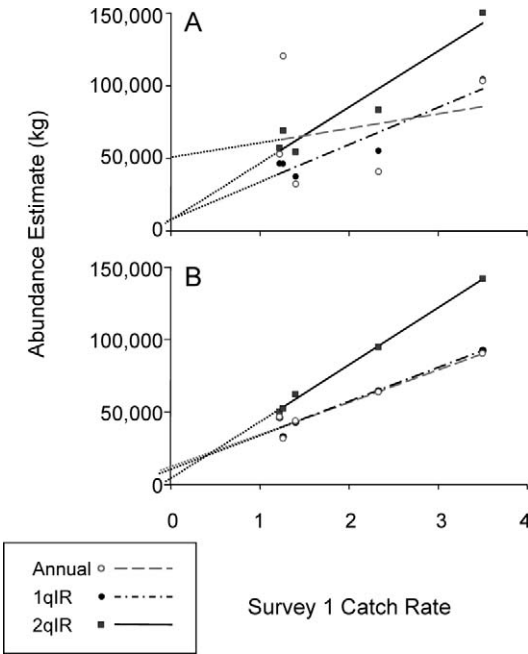 150,000
A
100,000
50,000
0
Abundance Estimate (kg)
150,000
B
100,000
50,000
0
0 1 2 3 4
Annual
1qIR
2qIR
Survey 1 Catch Rate